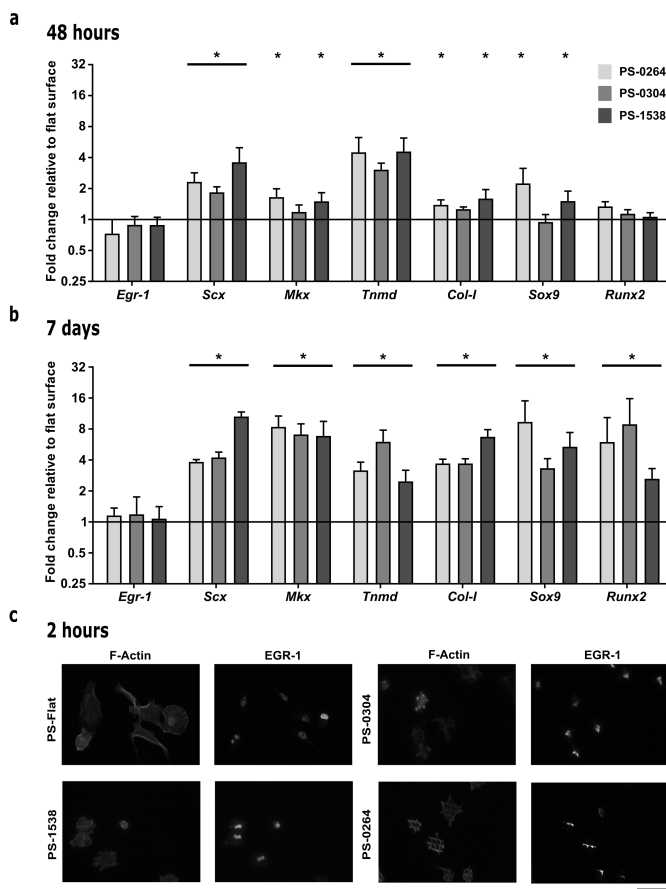 a
48 hours
* * * * * * * *
Fold change relative to flat surface
32
16
8
4
2
1
0.5
0.25
PS-0264
PS-0304
PS-1538
Egr-1 Scx Mkx Tnmd Col-I Sox9 Runx2
b
7 days
* * * * * *
Fold change relative to flat surface
32
16
8
4
2
1
0.5
0.25
Egr-1 Scx Mkx Tnmd Col-I Sox9 Runx2
c
2 hours
F-Actin EGR-1 F-Actin EGR-1
PS-Flat
PS-0304
PS-1538
PS-0264